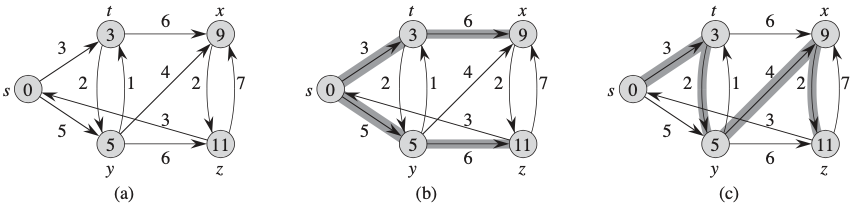 t x t x t x
6 6 6
3 9 3 9 3 9
3 3 3
s 0 2 1 4 2 7 s 0 2 1 4 2 7 s 0 2 1 4 2 7
5 3 5 3 5 3
5 11 5 11 5 11
6 6 6
y z y z y z
(a) (b) (c)